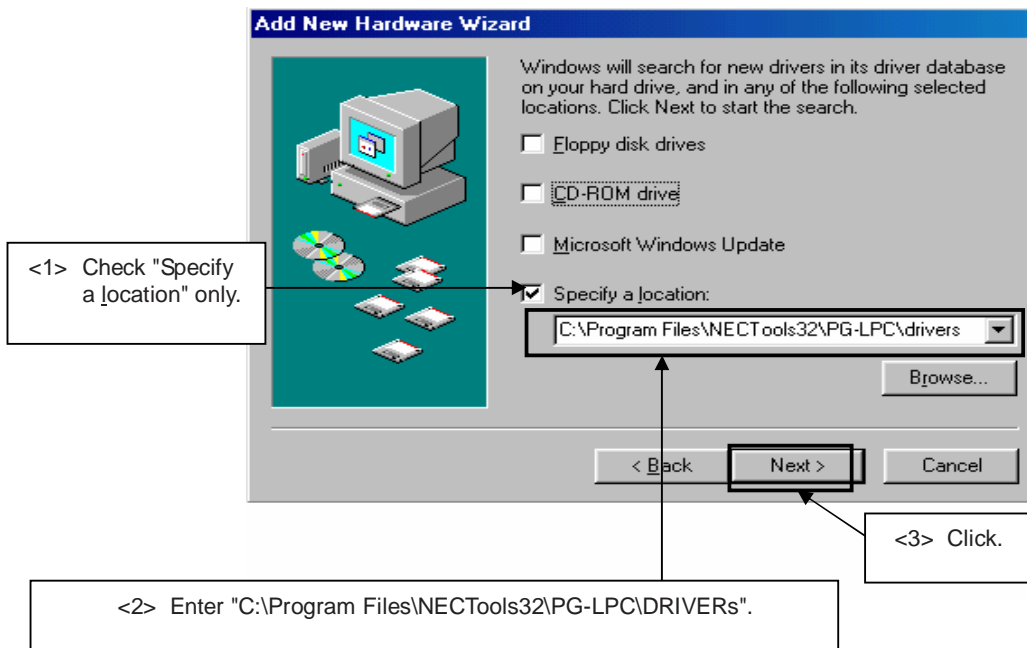 Add New Hardware Wizard
Windows will search for new drivers in its driver database
on your hard drive, and in any of the following selected
locations. Click Next to start the search.
Floppy disk drives
CD-ROM drive
Microsoft Windows Update
<1> Check "Specify
a location" only.
Specify a location:
C:\Program Files\NECTools32\PG-LPC\drivers
Browse...
< Back
Next >
Cancel
<3> Click.
<2> Enter "C:\Program Files\NECTools32\PG-LPC\DRIVERs".